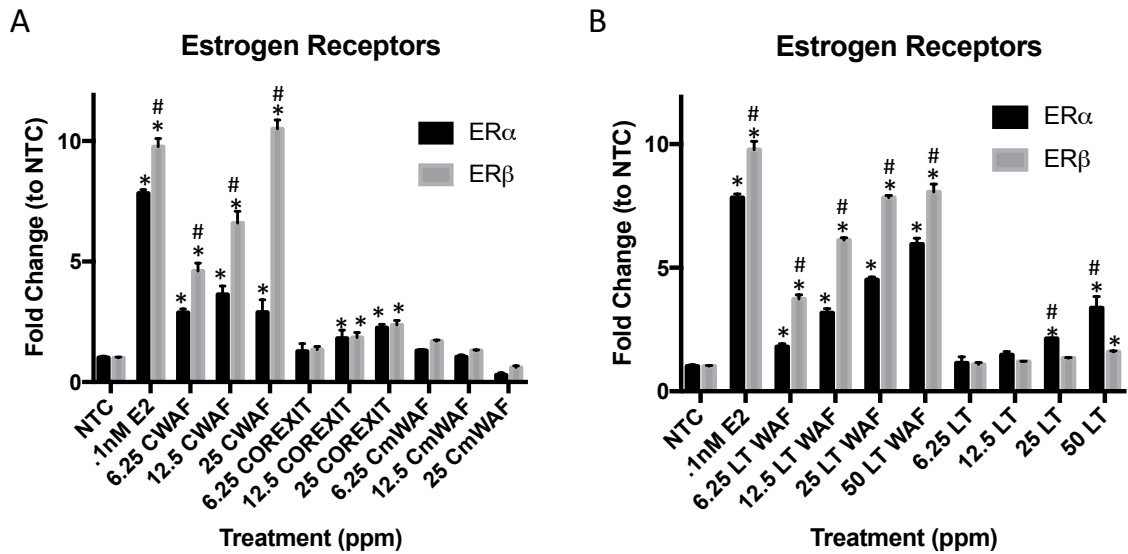 A
Estrogen Receptors
Fold Change (to NTC)
10
5
0
ERα
ERβ
#
*
*
#
*
*
#
*
*
#
*
*
* *
* *
NTC
.1nM E2
6.25 CWAF
12.5 CWAF
25 CWAF
6.25 COREXIT
12.5 COREXIT
25 COREXIT
6.25 CmWAF
12.5 CmWAF
25 CmWAF
Treatment (ppm)
B
Estrogen Receptors
Fold Change (to NTC)
10
5
0
ERα
ERβ
#
*
*
#
*
*
#
*
*
#
*
*
#
*
*
#
*
#
*
*
NTC
.1nM E2
6.25 LT WAF
12.5 LT WAF
25 LT WAF
50 LT WAF
6.25 LT
12.5 LT
25 LT
50 LT
Treatment (ppm)